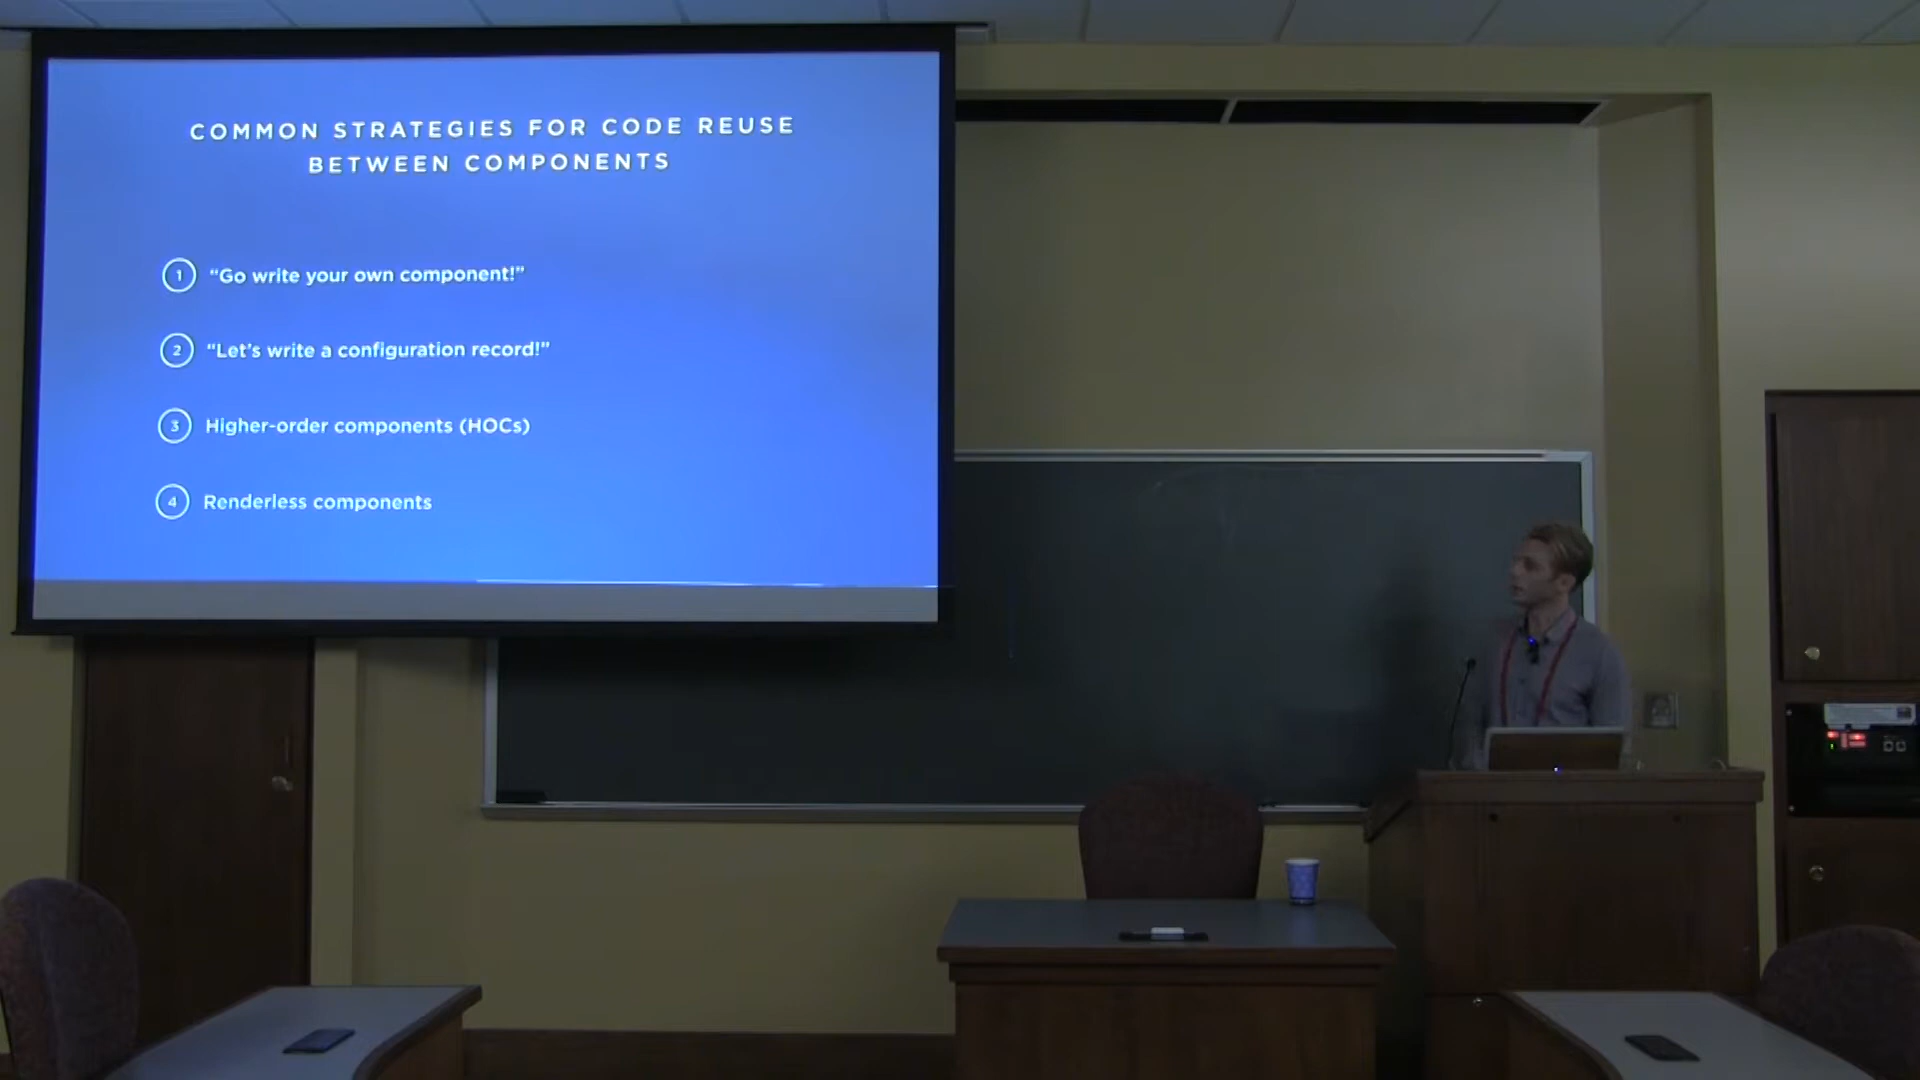 COMMON STRATEGIES FOR CODE REUSE
BETWEEN COMPONENTS
1 “Go write your own component!”
2 “Let’s write a configuration record!”
3 Higher-order components (HOCs)
4 Renderless components